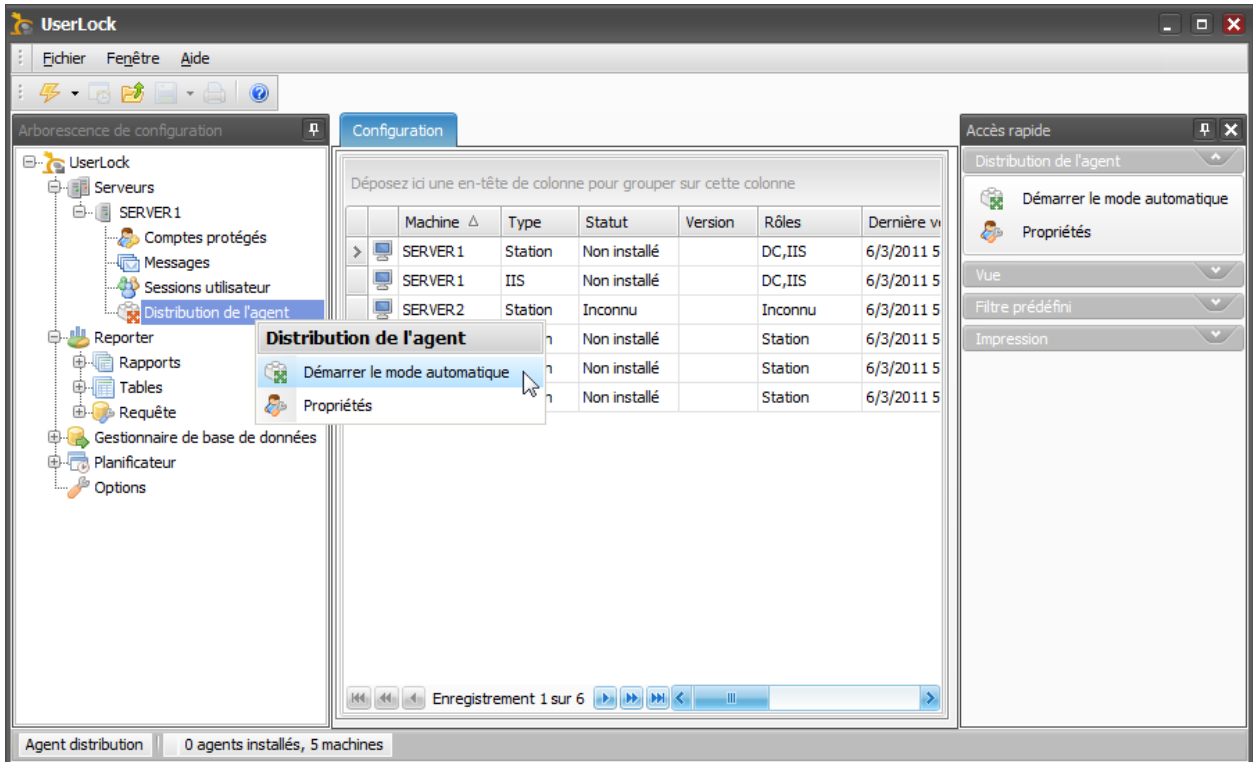 UserLock
Fichier Fenêtre Aide
Arborescence de configuration
UserLock
Serveurs
SERVER1
Comptes protégés
Messages
Sessions utilisateur
Distribution de l'agent
Reporter
Rapports
Tables
Requête
Gestionnaire de base de données
Planificateur
Options
Distribution de l'agent
Démarrer le mode automatique
Propriétés
Configuration
Déposez ici une en-tête de colonne pour grouper sur cette colonne
Machine Type Statut Version Rôles Dernière
SERVER1 Station Non installé DC,IIS 6/3/2011 5
SERVER1 IIS Non installé DC,IIS 6/3/2011 5
SERVER2 Station Inconnu Inconnu 6/3/2011 5
n Non installé Station 6/3/2011 5
n Non installé Station 6/3/2011 5
n Non installé Station 6/3/2011 5
Enregistrement 1 sur 6
Accès rapide
Distribution de l'agent
Démarrer le mode automatique
Propriétés
Vue
Filtre prédéfini
Impression
Agent distribution 0 agents installés, 5 machines